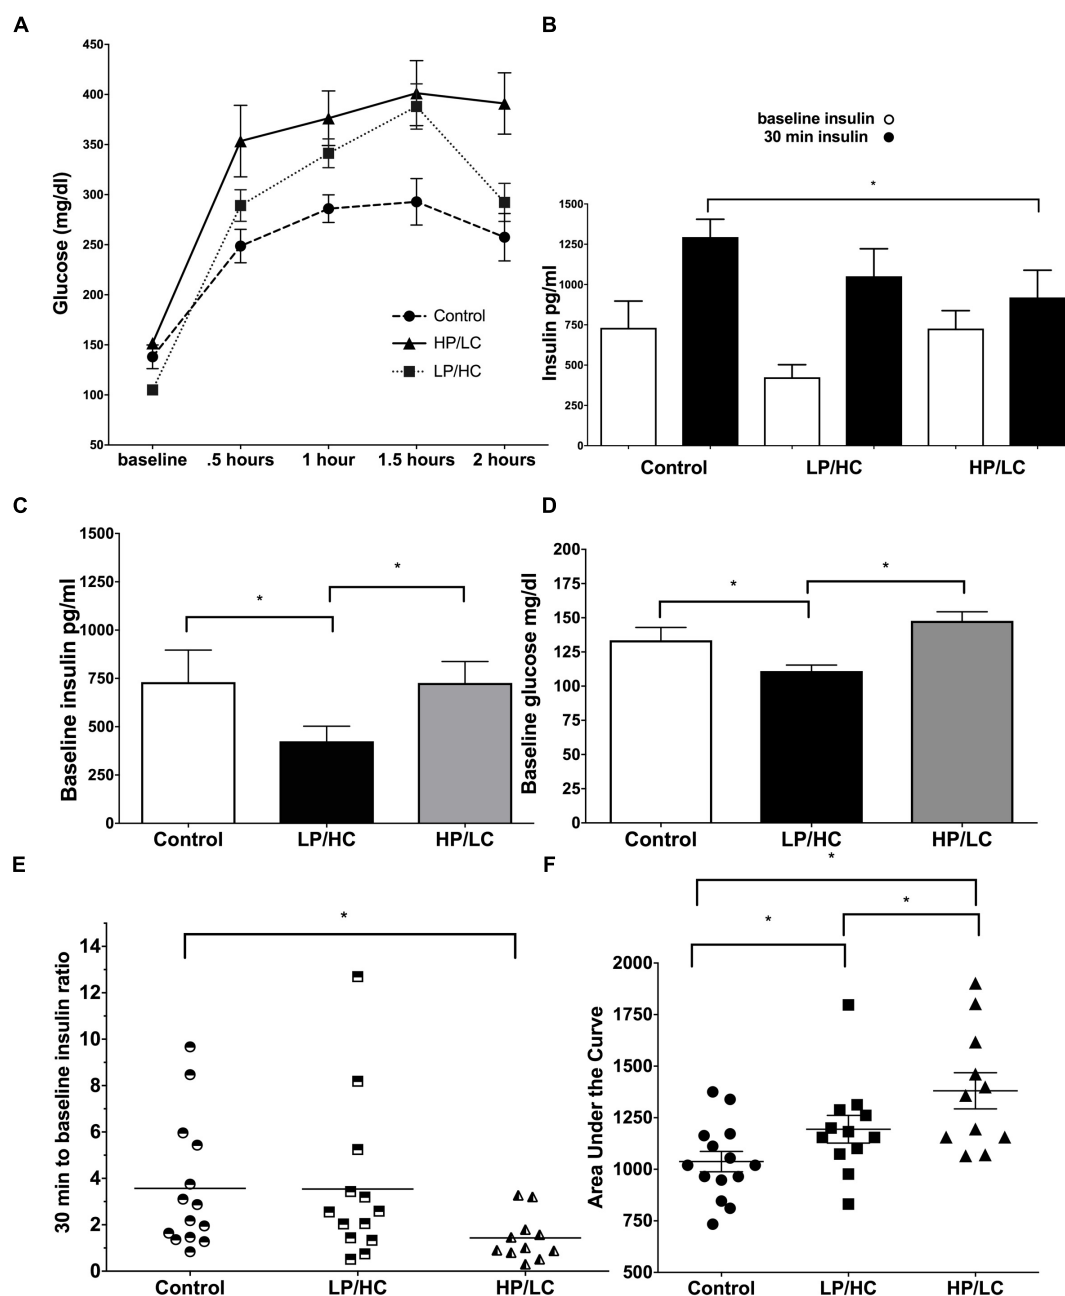 A
450
400
350
300
250
200
150
100
50
Glucose (mg/dl)
Control
HP/LC
LP/HC
baseline .5 hours 1 hour 1.5 hours 2 hours
B
baseline insulin
30 min insulin
*
1500
1250
1000
750
500
250
0
Insulin pg/ml
Control LP/HC HP/LC
C
1500
1250
1000
750
500
250
0
Baseline insulin pg/ml
*
*
Control LP/HC HP/LC
D
200
175
150
125
100
75
50
25
0
Baseline glucose mg/dl
*
*
Control LP/HC HP/LC
E
14
12
10
8
6
4
2
0
30 min to baseline insulin ratio
*
Control LP/HC HP/LC
F
*
*
*
2000
1750
1500
1250
1000
750
500
Area Under the Curve
Control LP/HC HP/LC